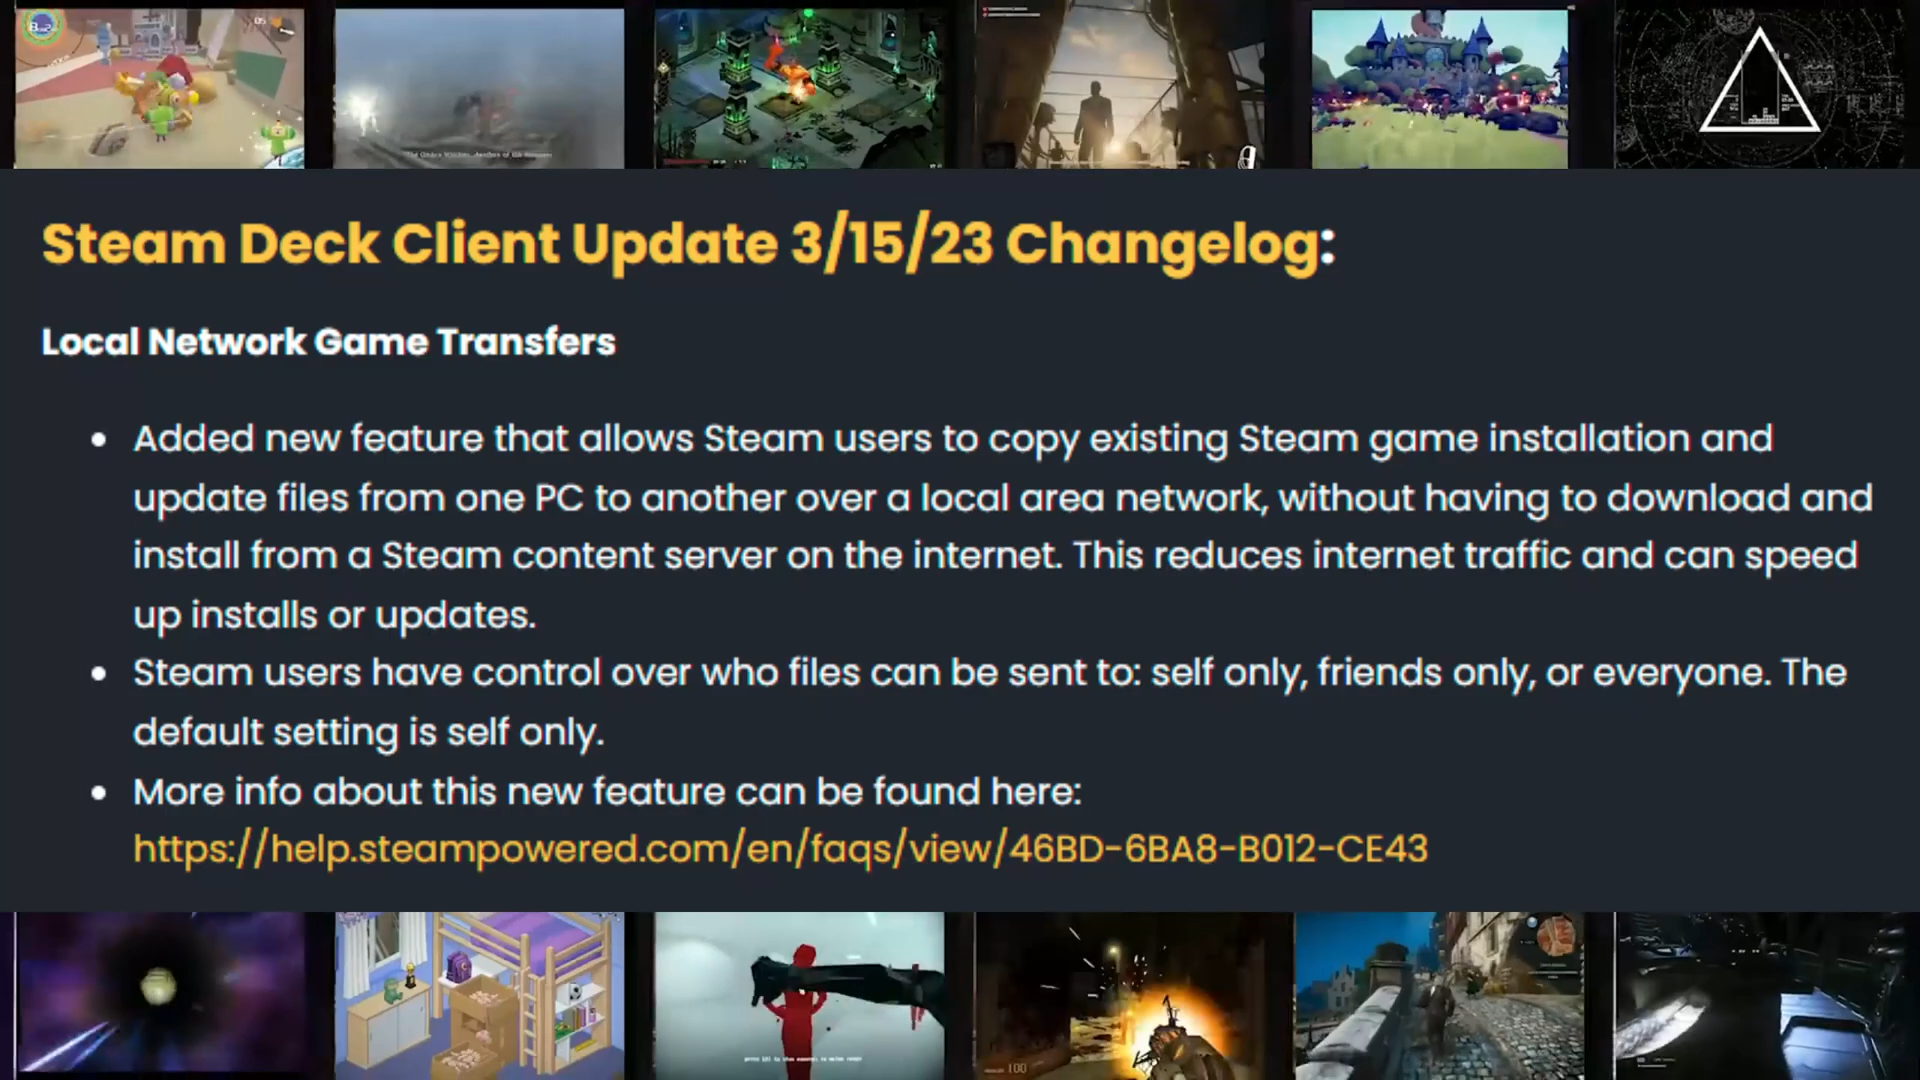 Steam Deck Client Update 3/15/23 Changelog:
Local Network Game Transfers
• Added new feature that allows Steam users to copy existing Steam game installation and
update files from one PC to another over a local area network, without having to download and
install from a Steam content server on the internet. This reduces internet traffic and can speed
up installs or updates.
• Steam users have control over who files can be sent to: self only, friends only, or everyone. The
default setting is self only.
• More info about this new feature can be found here:
https://help.steampowered.com/en/faqs/view/46BD-6BA8-B012-CE43
100